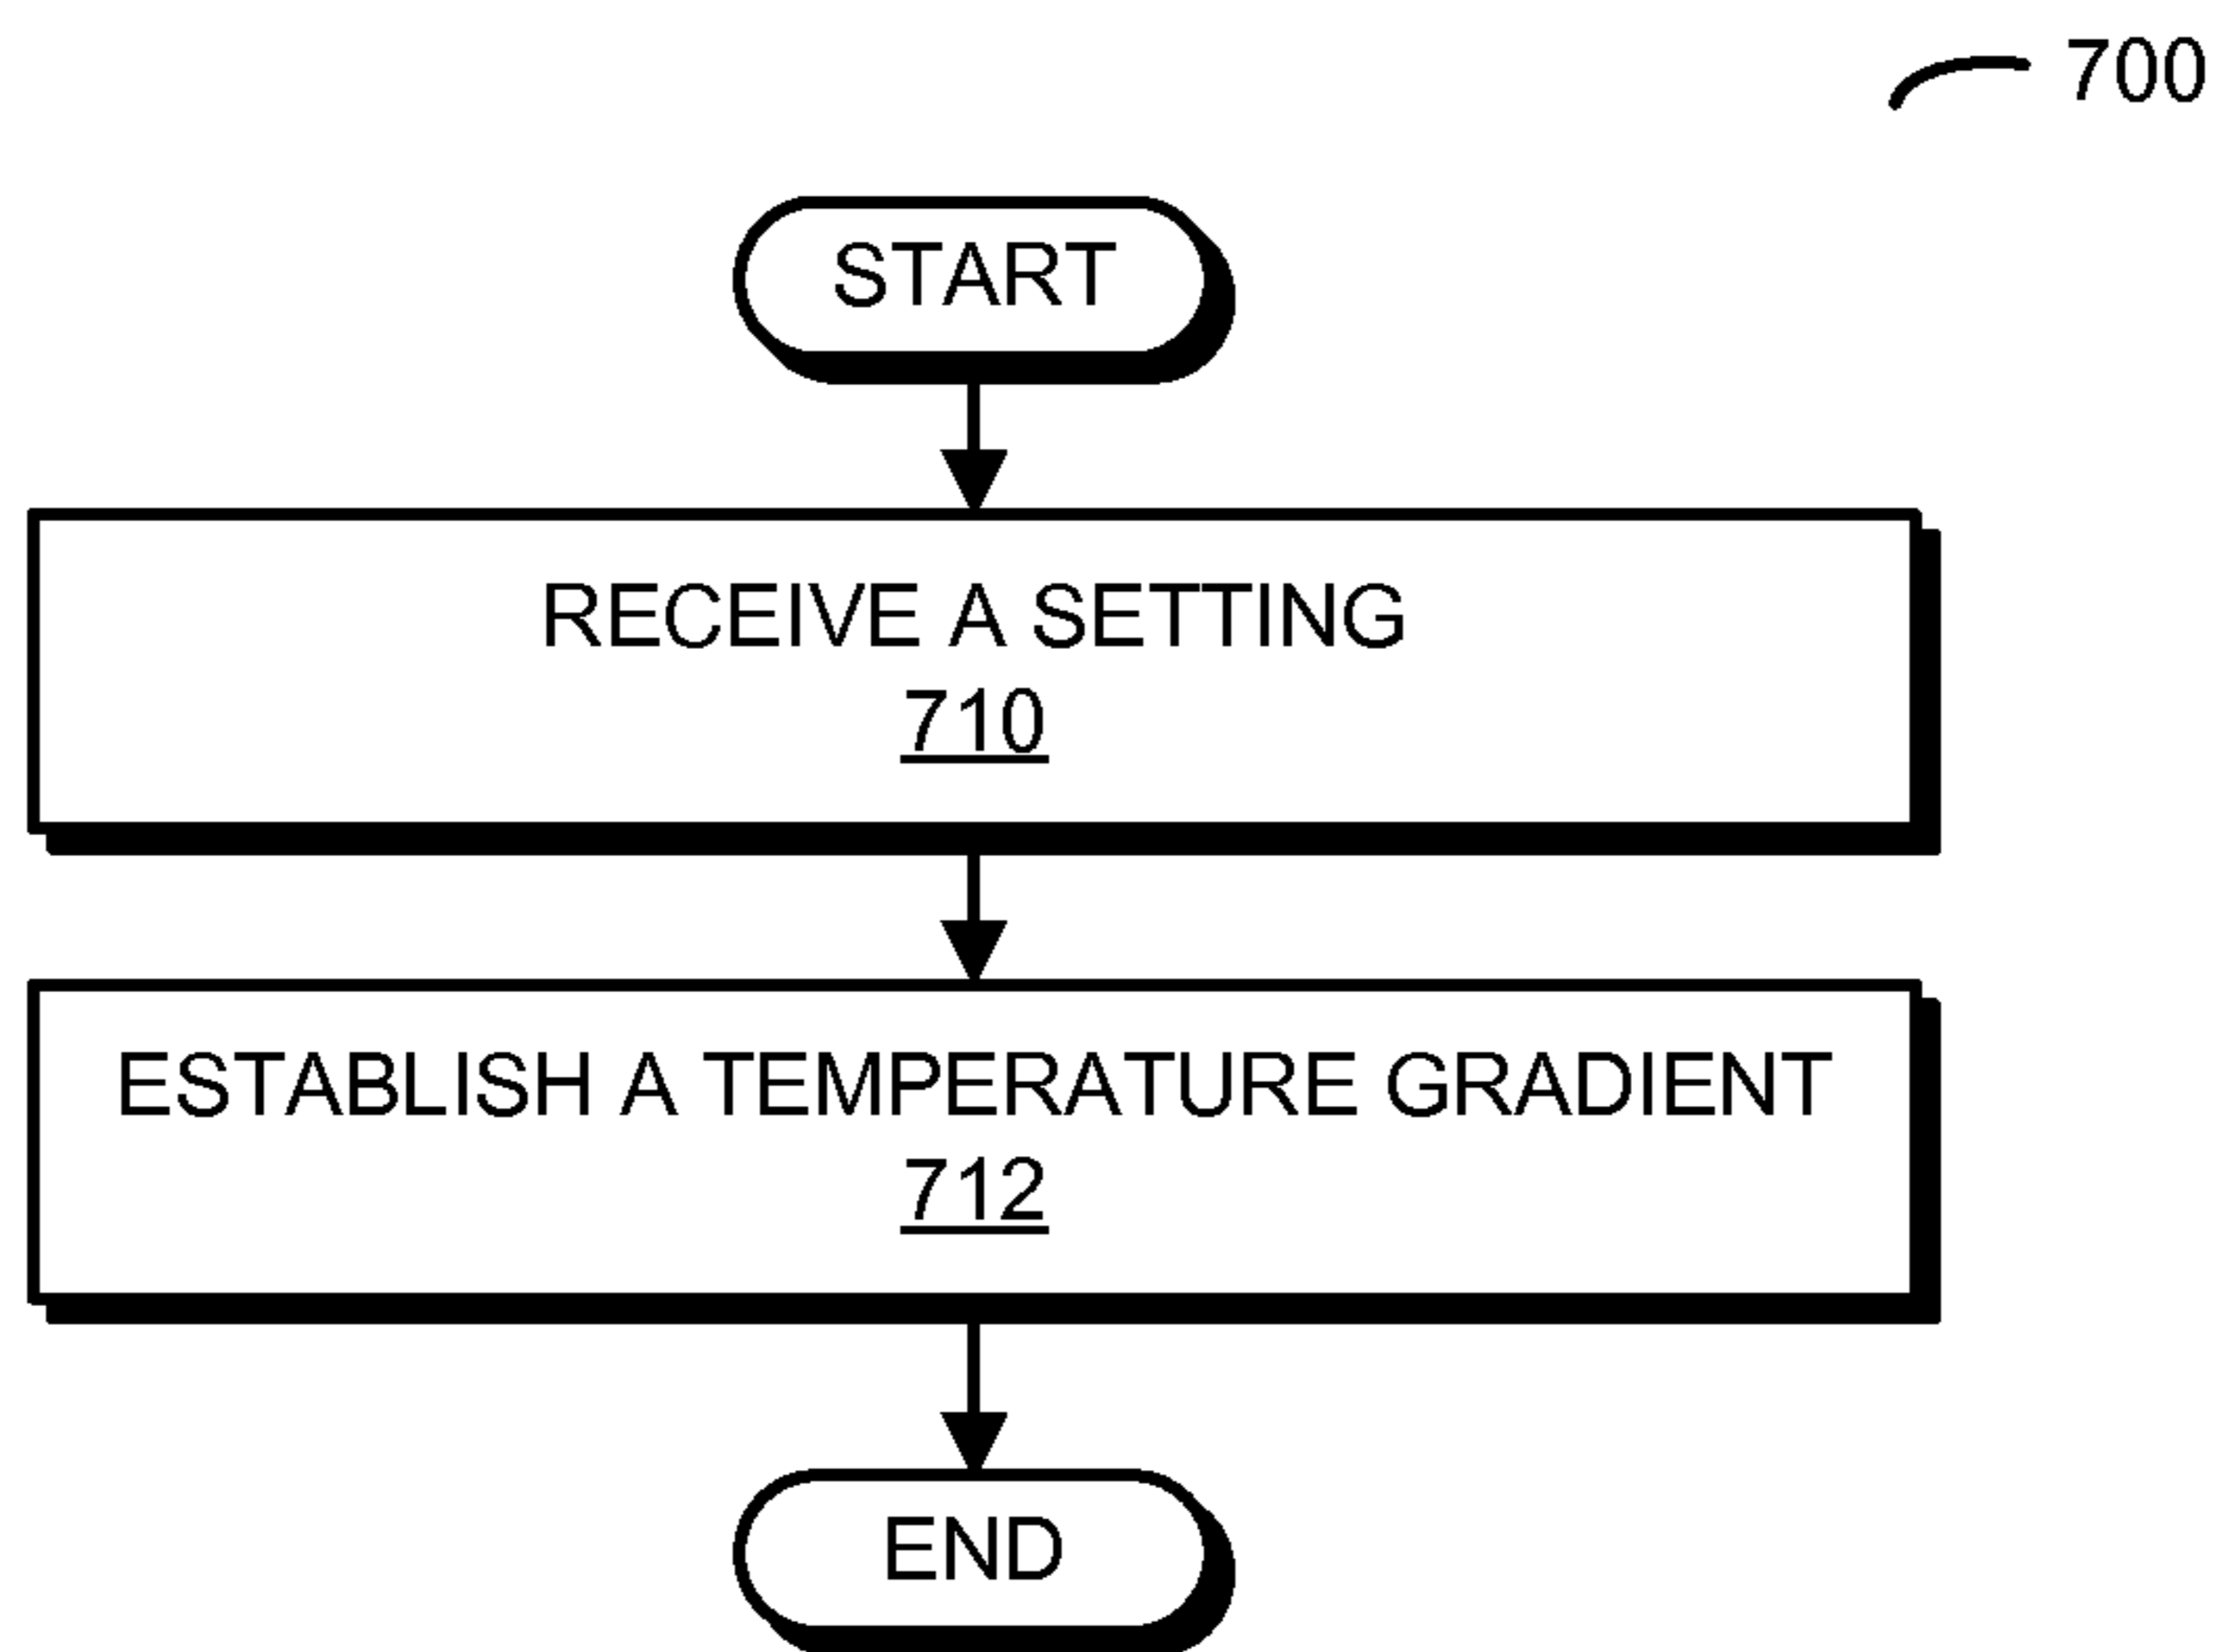 700
START
RECEIVE A SETTING
710
ESTABLISH A TEMPERATURE GRADIENT
712
END